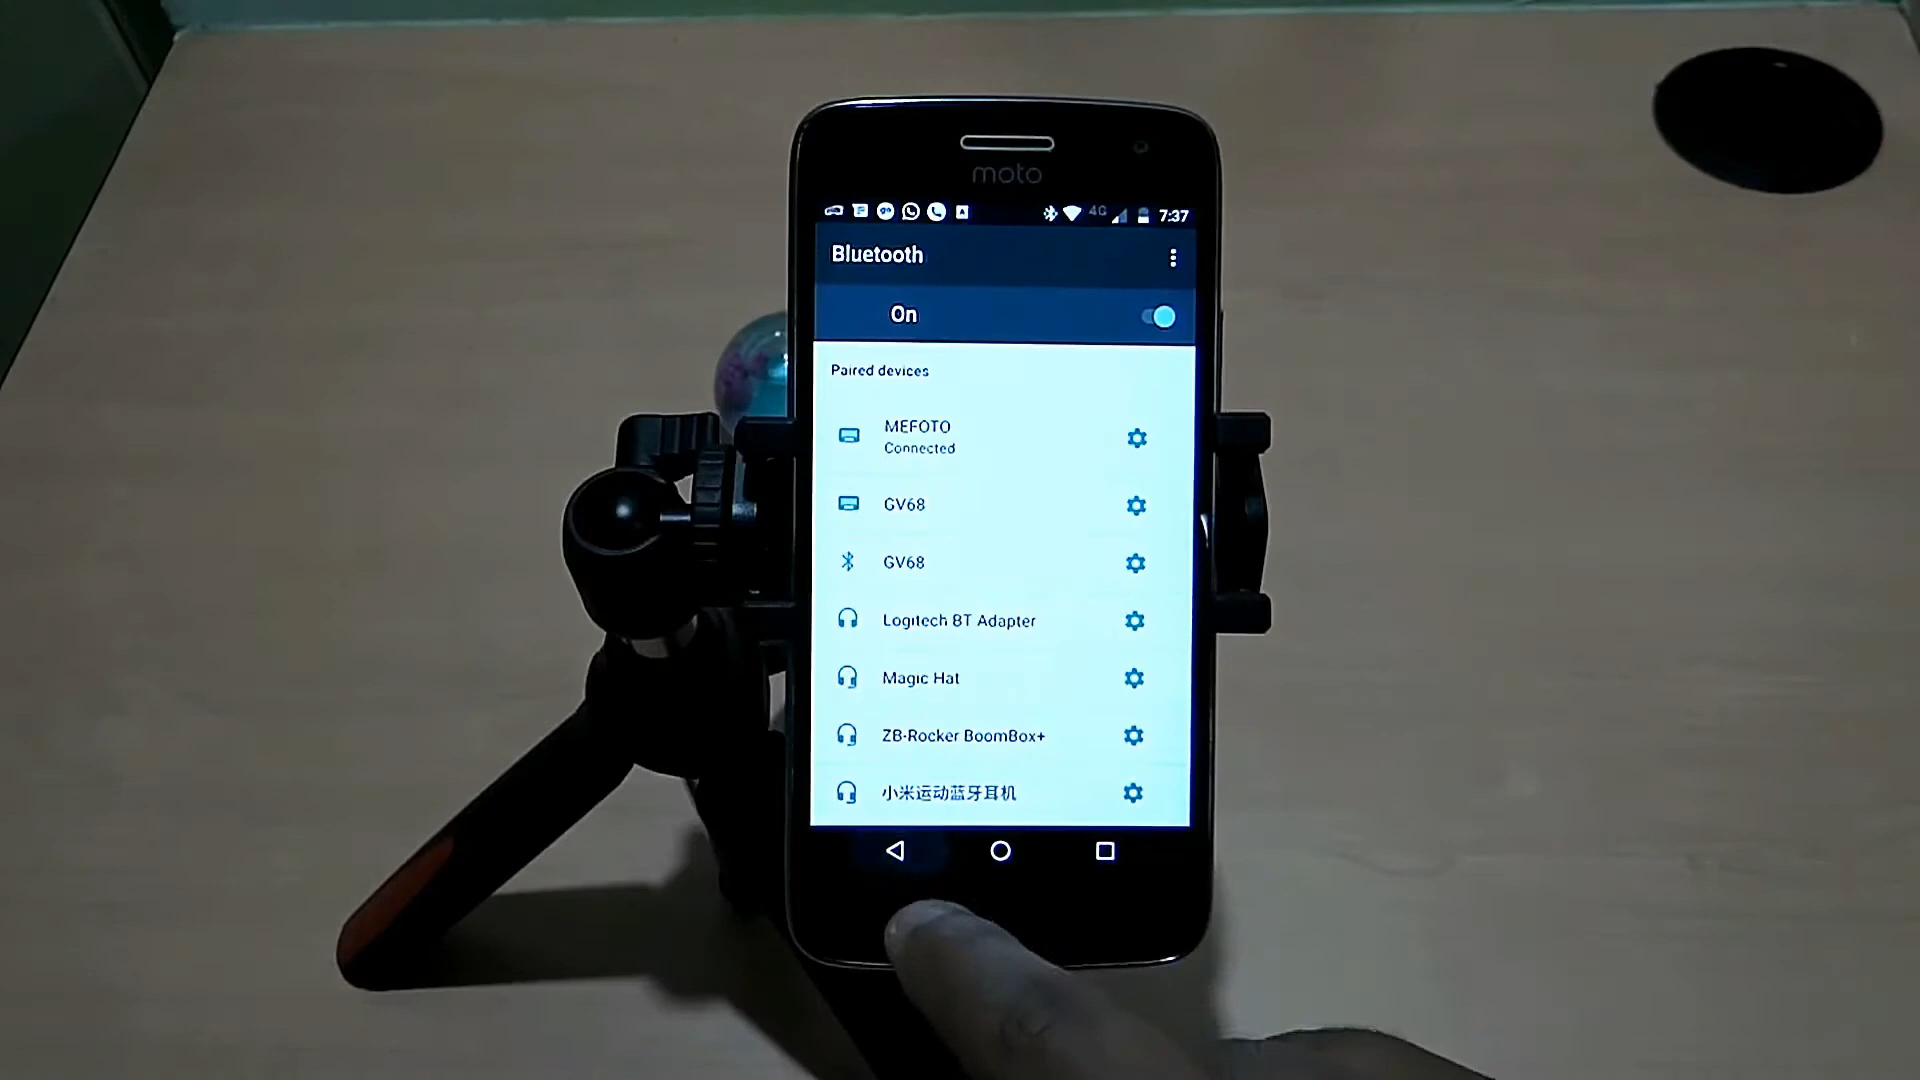 moto
4G 7:37
Bluetooth
On
Paired devices
MEFOTO
Connected
GV68
GV68
Logitech BT Adapter
Magic Hat
ZB-Rocker BoomBox+
小米运动蓝牙耳机